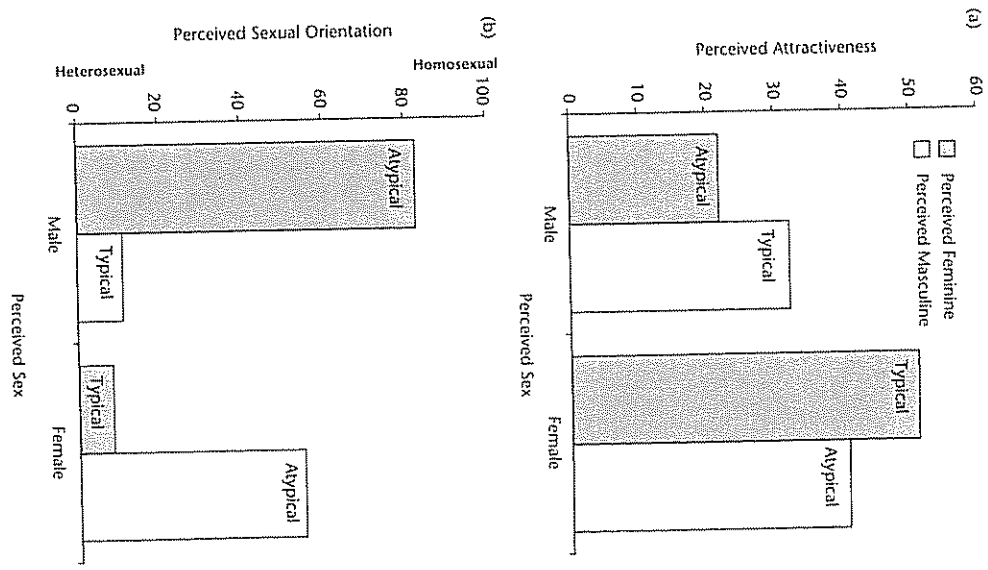 (a)
Perceived Attractiveness
60
50
40
30
20
10
0
Perceived Feminine
Perceived Masculine
Atypical
Typical
Typical
Atypical
Male
Female
Perceived Sex
(b)
Perceived Sexual Orientation
Homosexual
Heterosexual
100
80
60
40
20
0
Atypical
Typical
Typical
Atypical
Male
Female
Perceived Sex